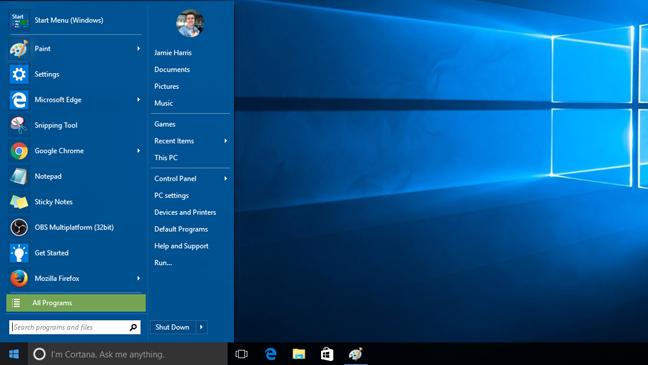 Start Menu (Windows)
Paint
Settings
Microsoft Edge
Snipping Tool
Google Chrome
Notepad
Sticky Notes
OBS Multiplatform (32bit)
Get Started
Mozilla Firefox
All Programs
Search programs and files
Jamie Harris
Documents
Pictures
Music
Games
Recent Items
This PC
Control Panel
PC settings
Devices and Printers
Default Programs
Help and Support
Run...
Shut Down
I'm Cortana. Ask me anything.